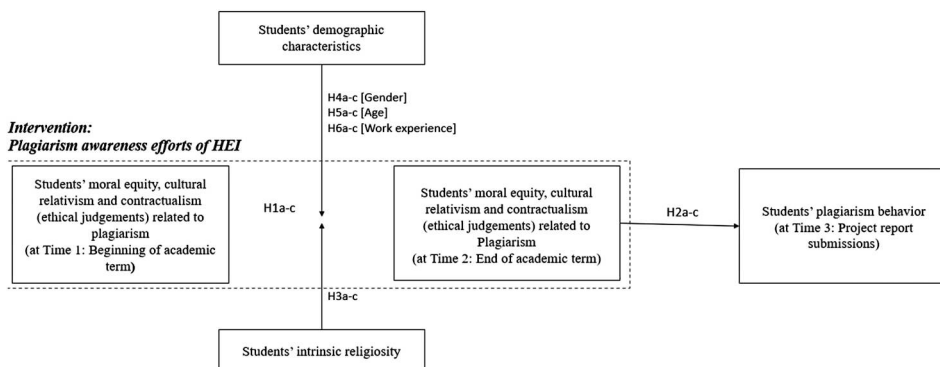 Students’ demographic
characteristics
H4a-c [Gender]
H5a-c [Age]
H6a-c [Work experience]
Intervention:
Plagiarism awareness efforts of HEI
Students’ moral equity, cultural
relativism and contractualism
(ethical judgements) related to
plagiarism
(at Time 1: Beginning of academic
term)
H1a-c
Students’ moral equity, cultural
relativism and contractualism
(ethical judgements) related to
Plagiarism
(at Time 2: End of academic term)
H2a-c
Students’ plagiarism behavior
(at Time 3: Project report
submissions)
H3a-c
Students’ intrinsic religiosity